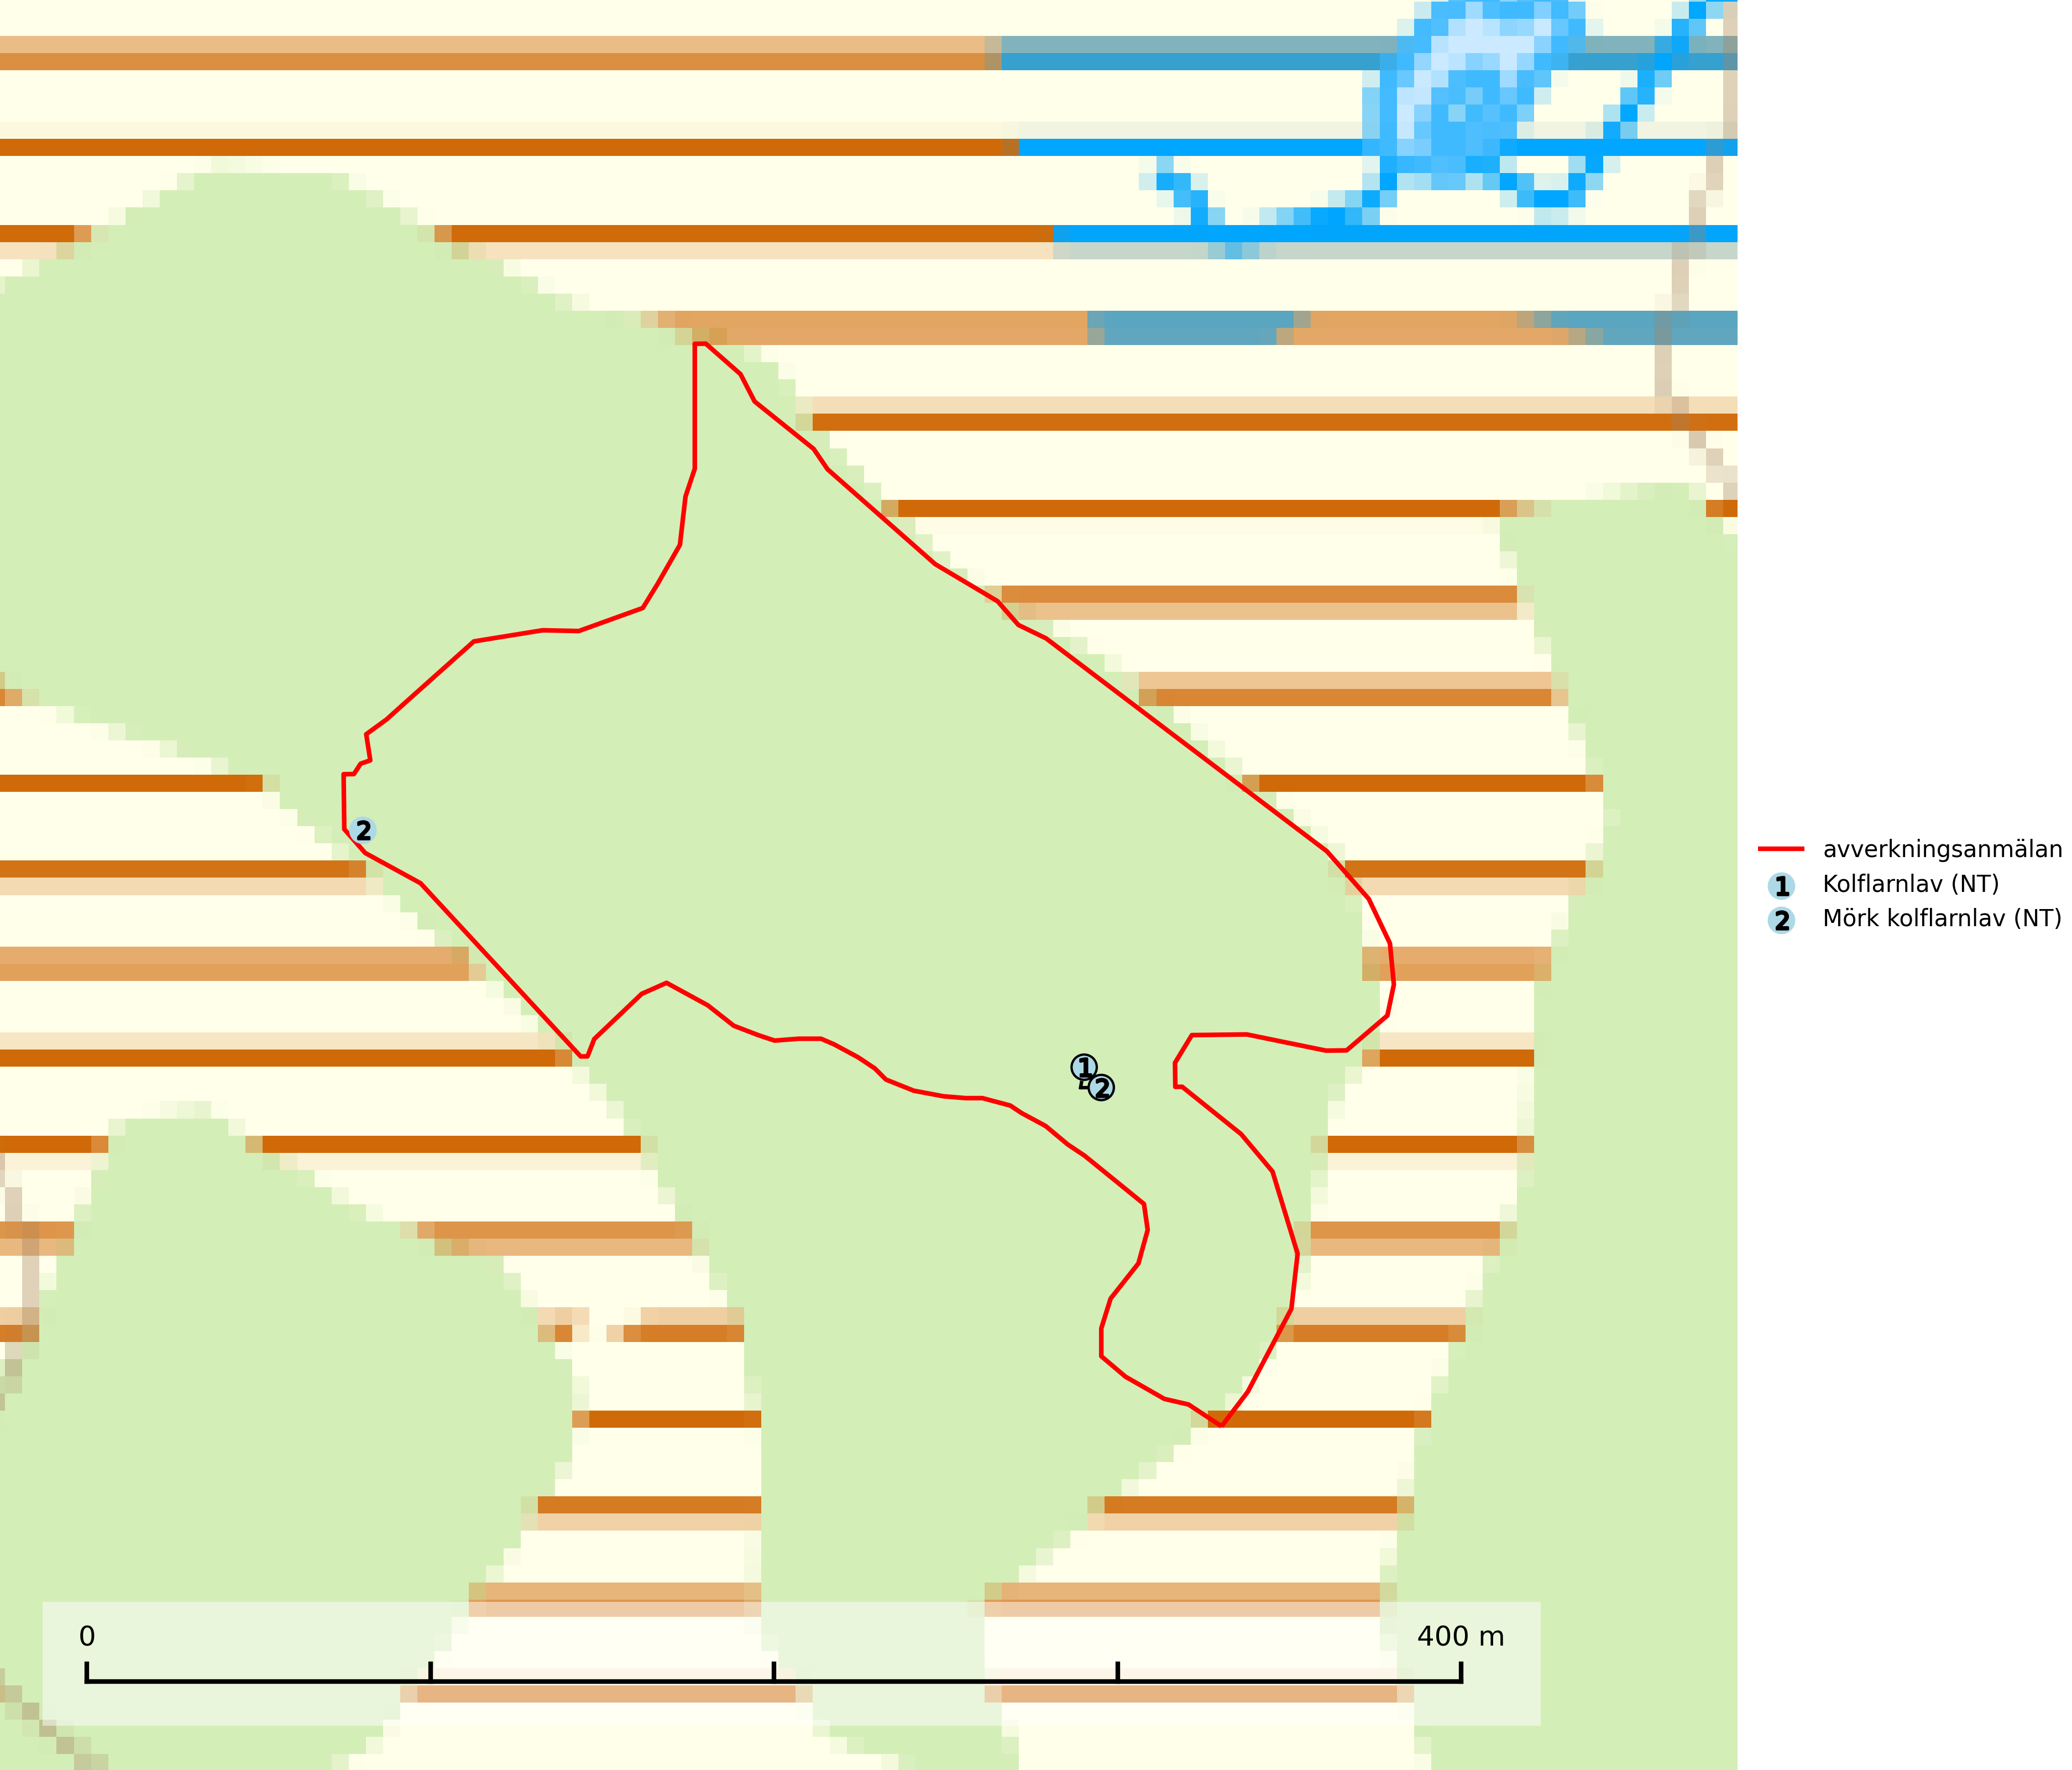 2
avverkningsanmälan
1 Kolflarnlav (NT)
2 Mörk kolflarnlav (NT)
1
2
0 400 m